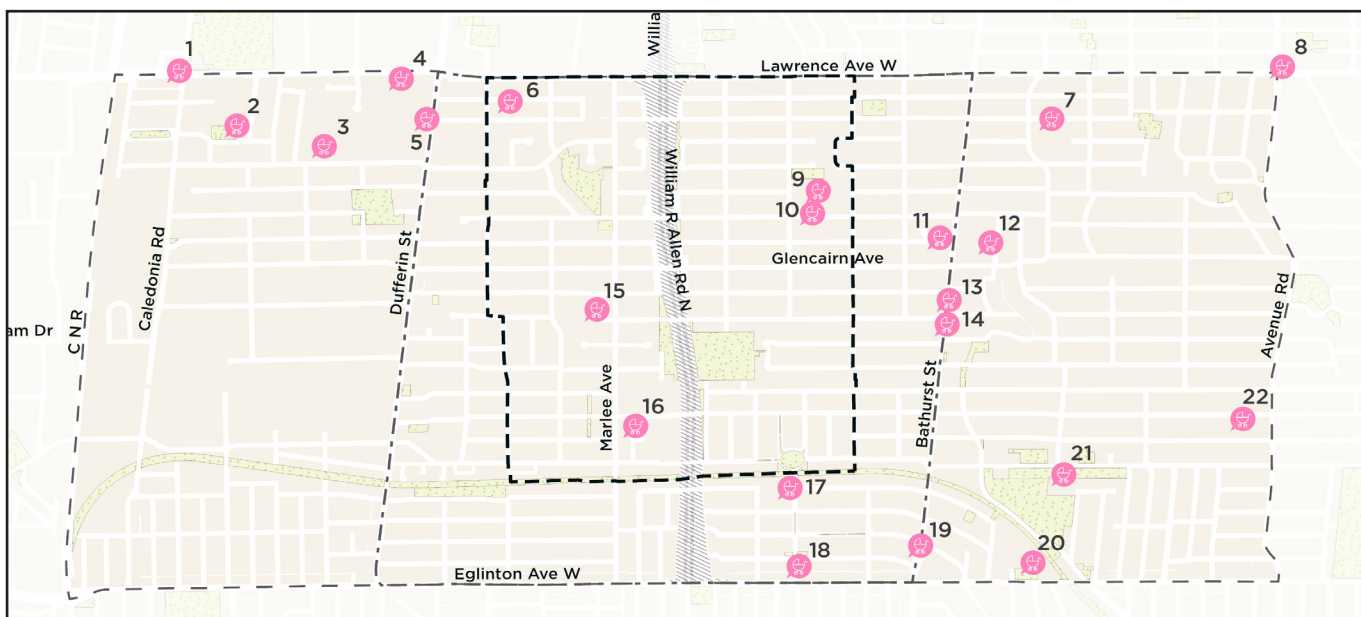 Willia
Lawrence Ave W
1
2
3
4
5
6
7
8
9
10
11
12
13
14
15
16
17
18
19
20
21
22
William R Allen Rd N
Glencairn Ave
Caledonia Rd
Dufferin St
C N R
am Dr
Marlee Ave
Bathurst St
Avenue Rd
Eglinton Ave W